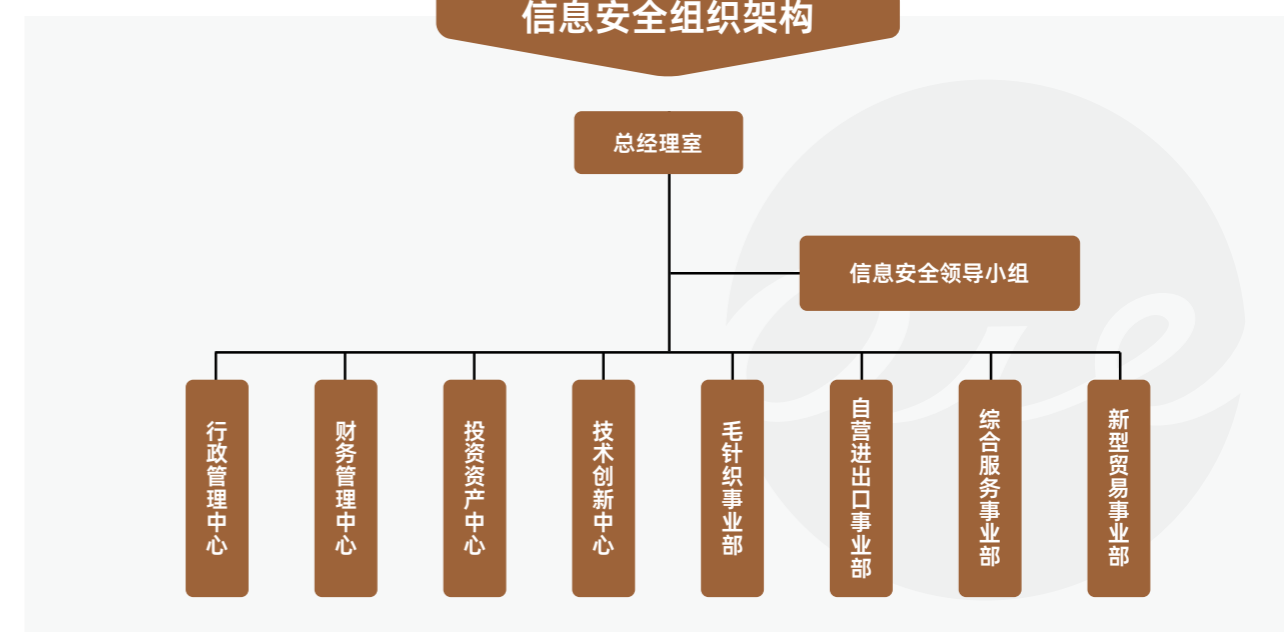 信息安全组织架构
总经理室
信息安全领导小组
行政管理中心
财务管理中心
投资资产中心
技术创新中心
毛针织事业部
自营进出口事业部
综合服务事业部
新型贸易事业部